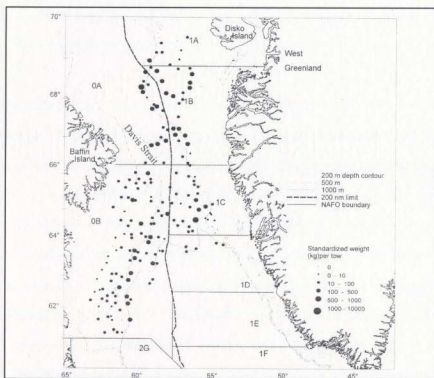 70°
68°
66°
64°
62°
65°
60°
55°
50°
45°
1A
Disko
Island
West
Greenland
0A
1B
Davis Strait
Baffin
Island
0B
1C
1D
1E
1F
2G
200 m depth contour
500 m
1000 m
200 nm limit
NAFO boundary
Standardized weight
(kg)per tow
0
0 - 10
10 - 100
100 - 500
500 - 1000
1000 - 10000